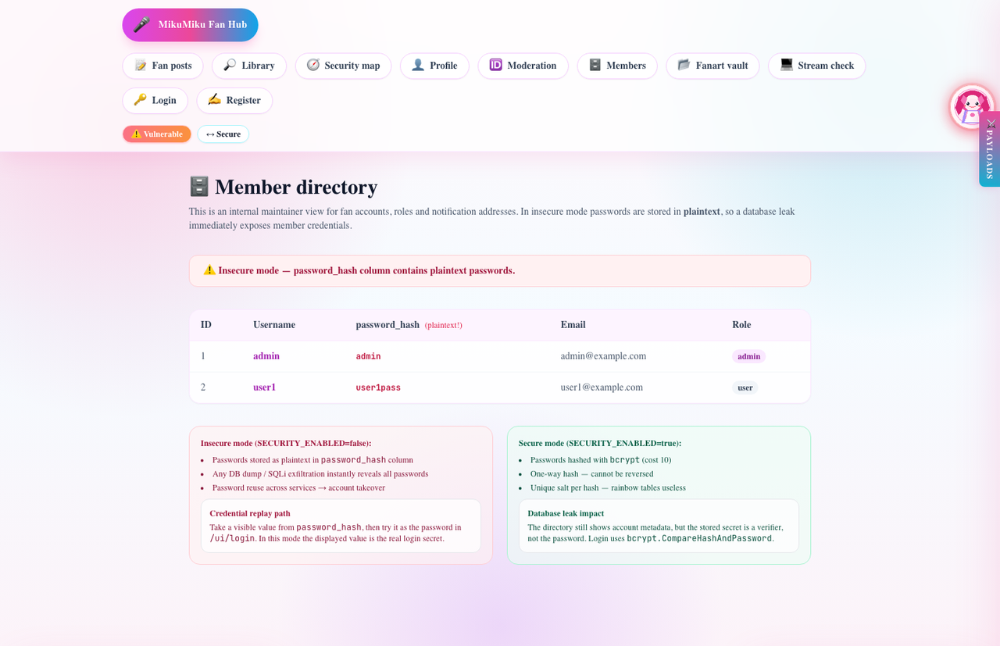 MikuMiku Fan Hub
Fan posts
Library
Security map
Profile
ID Moderation
Members
Fanart vault
Stream check
Login
Register
Vulnerable
↔ Secure
PAYLOADS
Member directory
This is an internal maintainer view for fan accounts, roles and notification addresses. In insecure mode passwords are stored in plaintext, so a database leak
immediately exposes member credentials.
Insecure mode — password_hash column contains plaintext passwords.
ID Username password_hash (plaintext!) Email Role
1 admin admin admin@example.com admin
2 user1 user1pass user1@example.com user
Insecure mode (SECURITY_ENABLED=false):
• Passwords stored as plaintext in password_hash column
• Any DB dump / SQLi exfiltration instantly reveals all passwords
• Password reuse across services → account takeover
Credential replay path
Take a visible value from password_hash, then try it as the password in
/ui/login. In this mode the displayed value is the real login secret.
Secure mode (SECURITY_ENABLED=true):
• Passwords hashed with bcrypt (cost 10)
• One-way hash — cannot be reversed
• Unique salt per hash — rainbow tables useless
Database leak impact
The directory still shows account metadata, but the stored secret is a verifier,
not the password. Login uses bcrypt.CompareHashAndPassword.